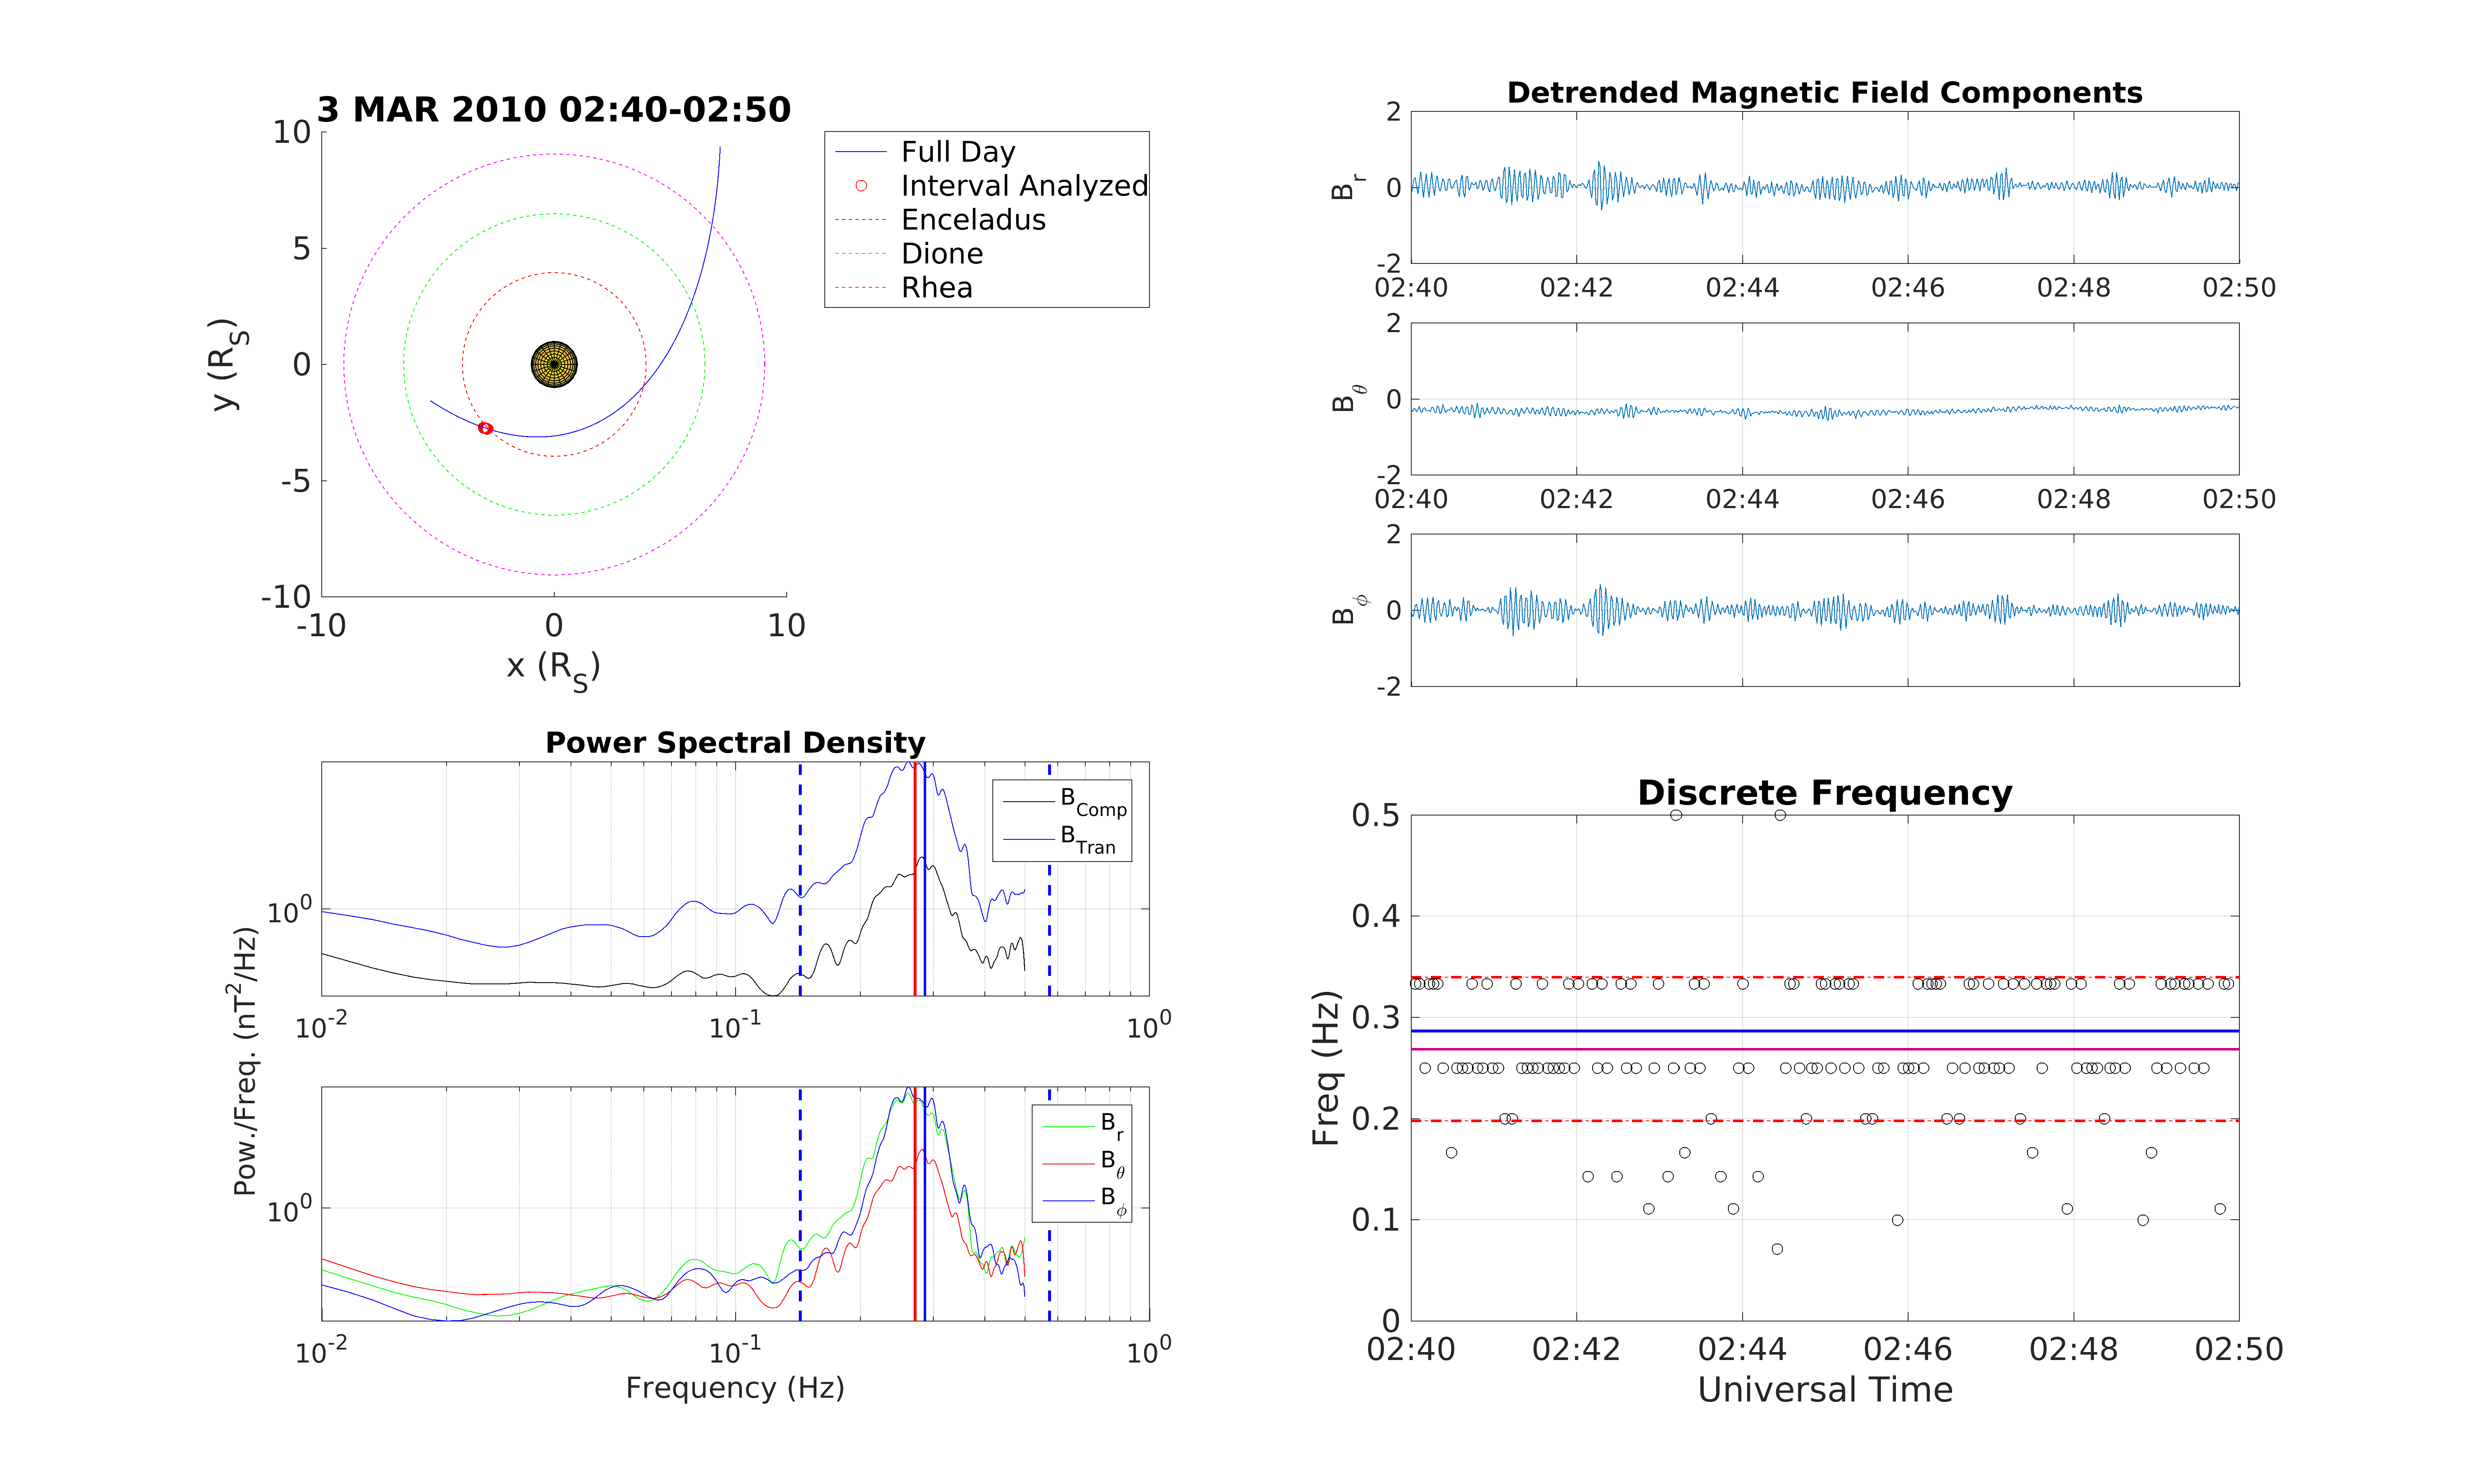 3 MAR 2010 02:40-02:50
10
5
0
-5
-10
-10
0
10
y (R_S)
x (R_S)
Full Day
Interval Analyzed
Enceladus
Dione
Rhea
Detrended Magnetic Field Components
2
0
-2
B_r
02:40 02:42 02:44 02:46 02:48 02:50
2
0
-2
B_θ
02:40 02:42 02:44 02:46 02:48 02:50
2
0
-2
B_ϕ
Power Spectral Density
10^0
B_Comp
B_Tran
10^-2 10^-1 10^0
Pow./Freq. (nT^2/Hz)
10^0
B_r
B_θ
B_ϕ
10^-2 10^-1 10^0
Frequency (Hz)
Discrete Frequency
0.5
0.4
0.3
0.2
0.1
0
Freq (Hz)
02:40 02:42 02:44 02:46 02:48 02:50
Universal Time